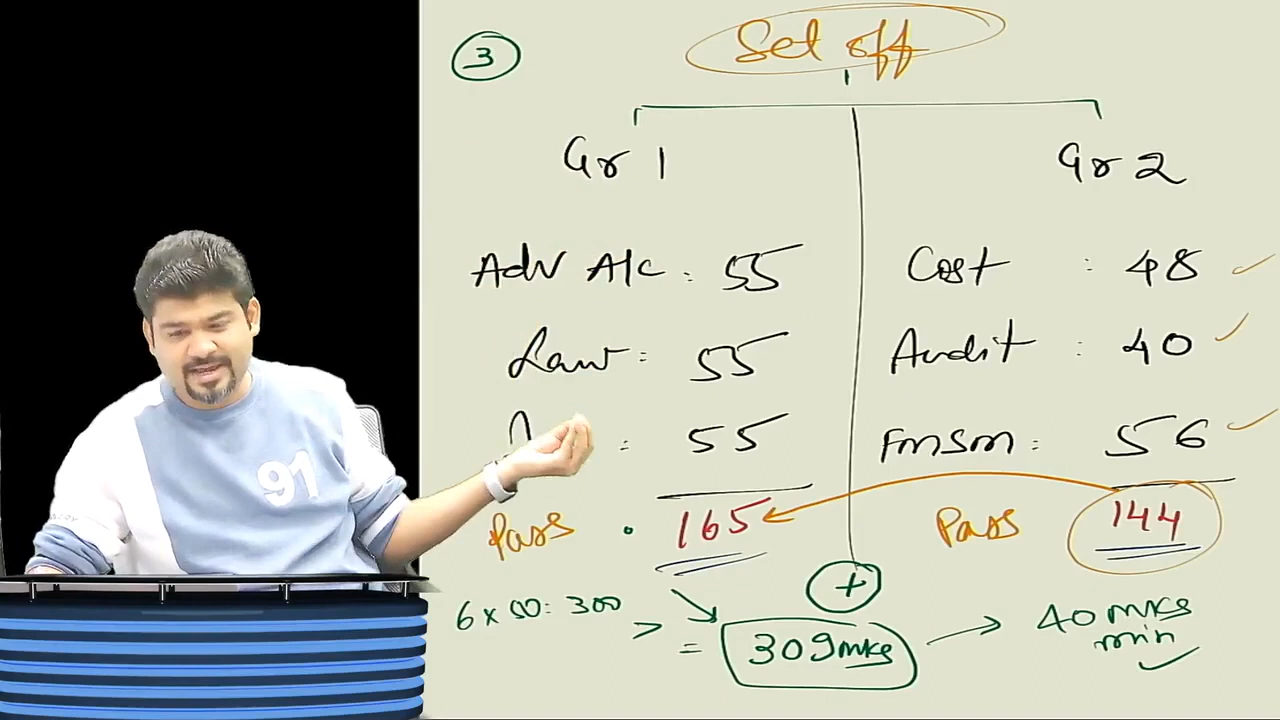 3
Set off
Gr 1
Gr 2
Adv A/c : 55
Cost : 48 ✓
Law : 55
Audit : 40 ✓
: 55
FMSM : 56 ✓
Pass . 165
Pass 144
+
6 x 50: 300 > = 309 mks → 40 mks
min ✓
91